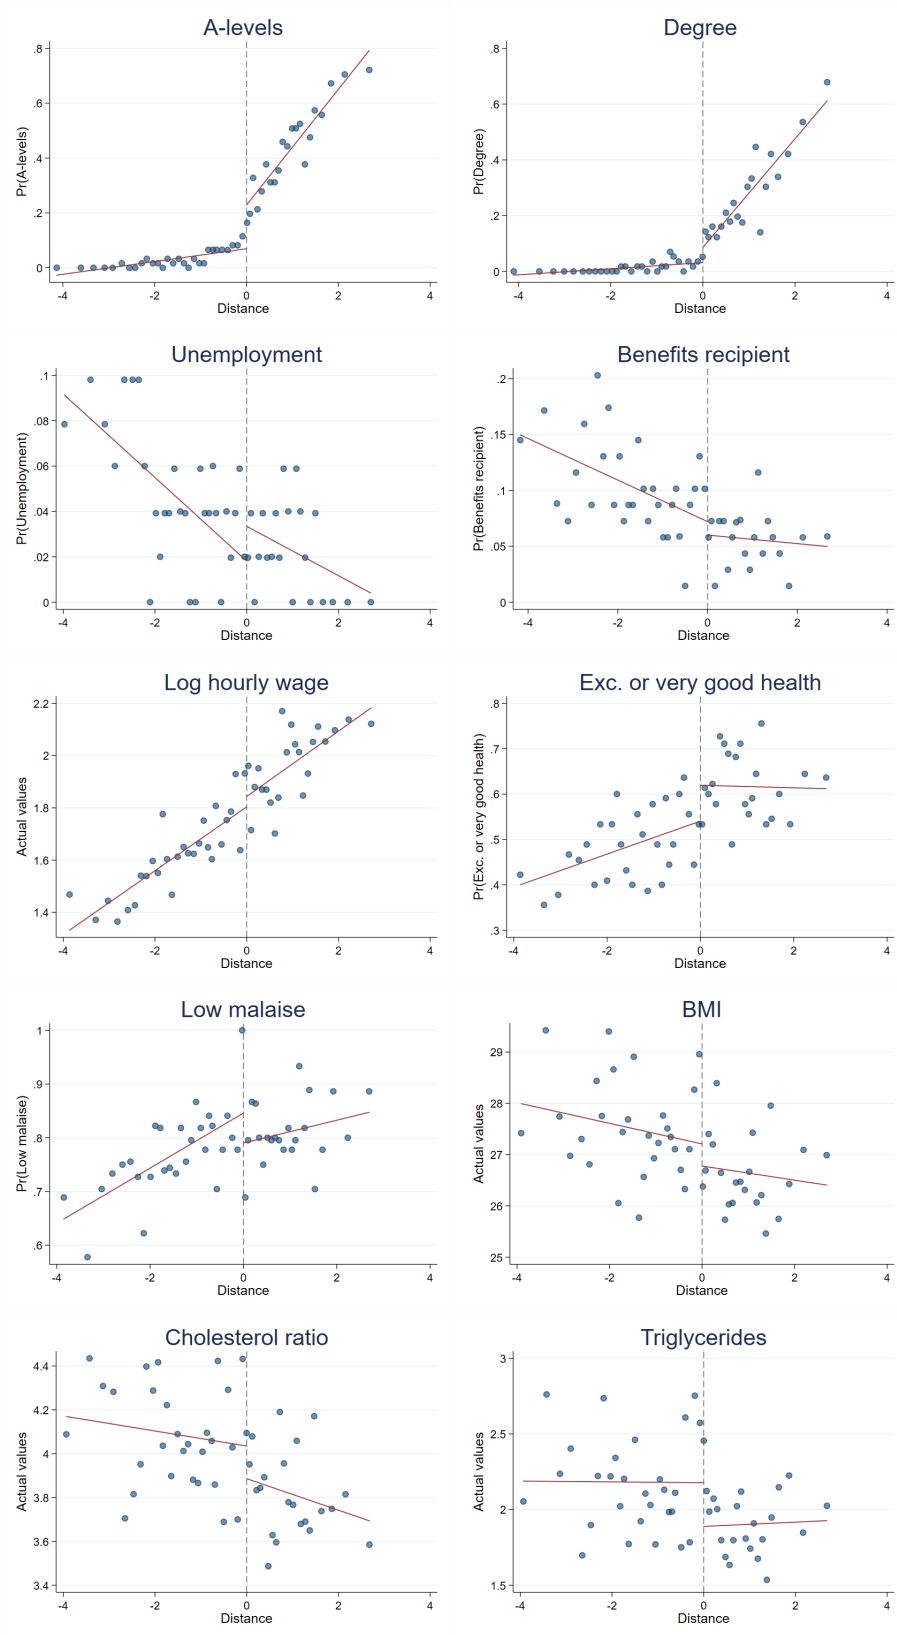 A-levels
Pr(A-levels)
.8
.6
.4
.2
0
-4 -2 0 2 4
Distance
Degree
Pr(Degree)
.8
.6
.4
.2
0
-4 -2 0 2 4
Distance
Unemployment
Pr(Unemployment)
.1
.08
.06
.04
.02
0
-4 -2 0 2 4
Distance
Benefits recipient
Pr(Benefits recipient)
.2
.15
.1
.05
0
-4 -2 0 2 4
Distance
Log hourly wage
Actual values
2.2
2
1.8
1.6
1.4
-4 -2 0 2 4
Distance
Exc. or very good health
Pr(Exc. or very good health)
.8
.7
.6
.5
.4
.3
-4 -2 0 2 4
Distance
Low malaise
Pr(Low malaise)
1
.9
.8
.7
.6
-4 -2 0 2 4
Distance
BMI
Actual values
29
28
27
26
25
-4 -2 0 2 4
Distance
Cholesterol ratio
Actual values
4.4
4.2
4
3.8
3.6
3.4
-4 -2 0 2 4
Distance
Triglycerides
Actual values
3
2.5
2
1.5
-4 -2 0 2 4
Distance